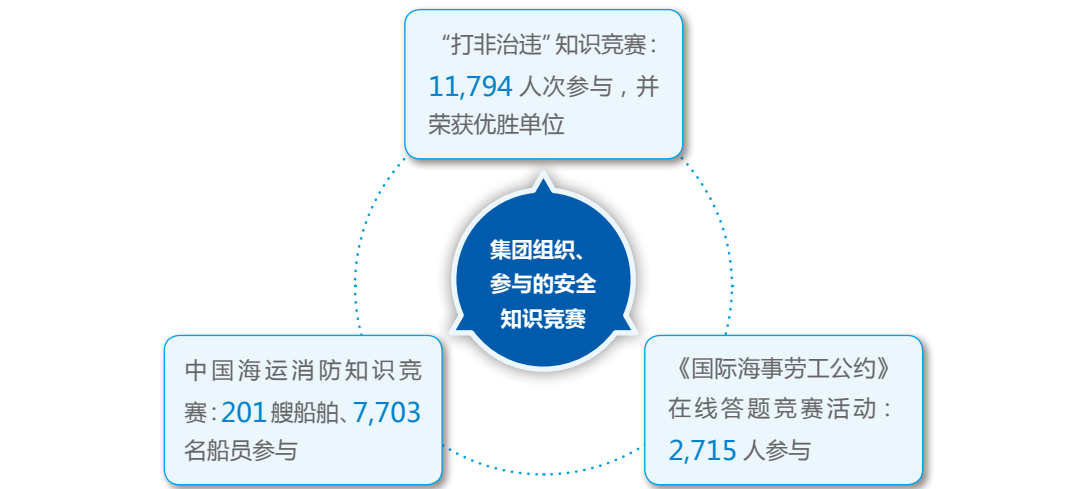 “打非治违”知识竞赛：
11,794 人次参与，并
荣获优胜单位
集团组织、
参与的安全
知识竞赛
中国海运消防知识竞
赛：201艘船舶、7,703
名船员参与
《国际海事劳工公约》
在线答题竞赛活动：
2,715 人参与